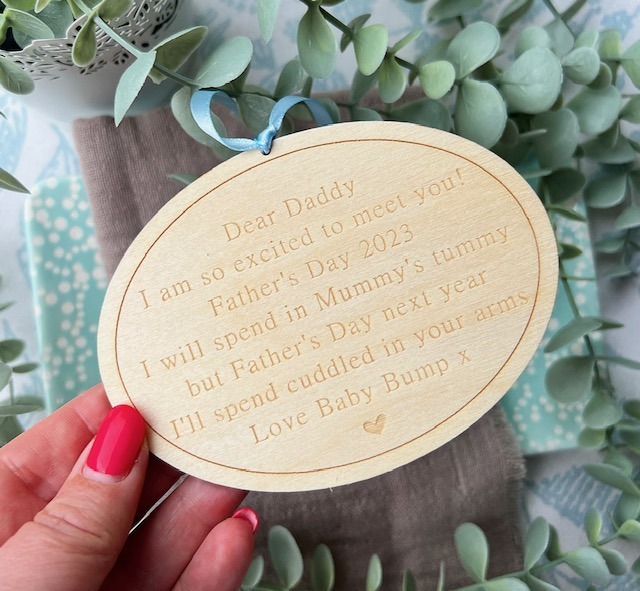 Dear Daddy
I am so excited to meet you!
Father's Day 2023
I will spend in Mummy's tummy
but Father's Day next year
I'll spend cuddled in your arms
Love Baby Bump x